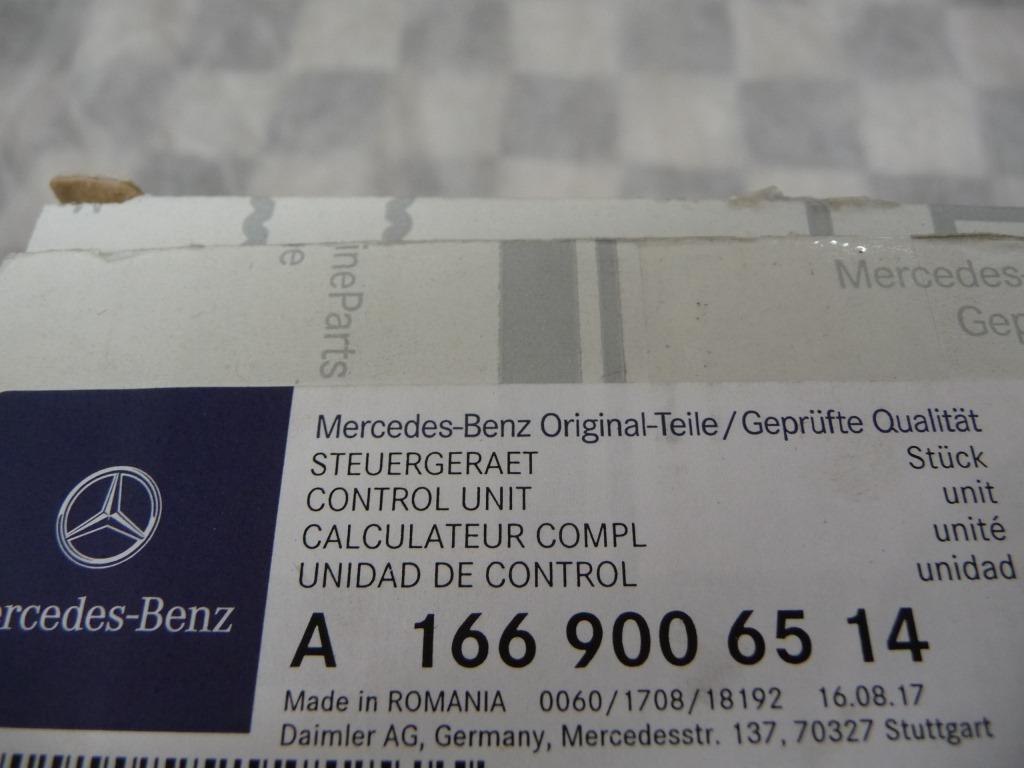 ineParts
Mercedes-
Mercedes-Benz Original-Teile/Geprüfte Qualität
STEUERGERAET Stück
CONTROL UNIT unit
CALCULATEUR COMPL unité
UNIDAD DE CONTROL unidad
ercedes-Benz
A 166 900 65 14
Made in ROMANIA 0060/1708/18192 16.08.17
Daimler AG, Germany, Mercedesstr. 137, 70327 Stuttgart